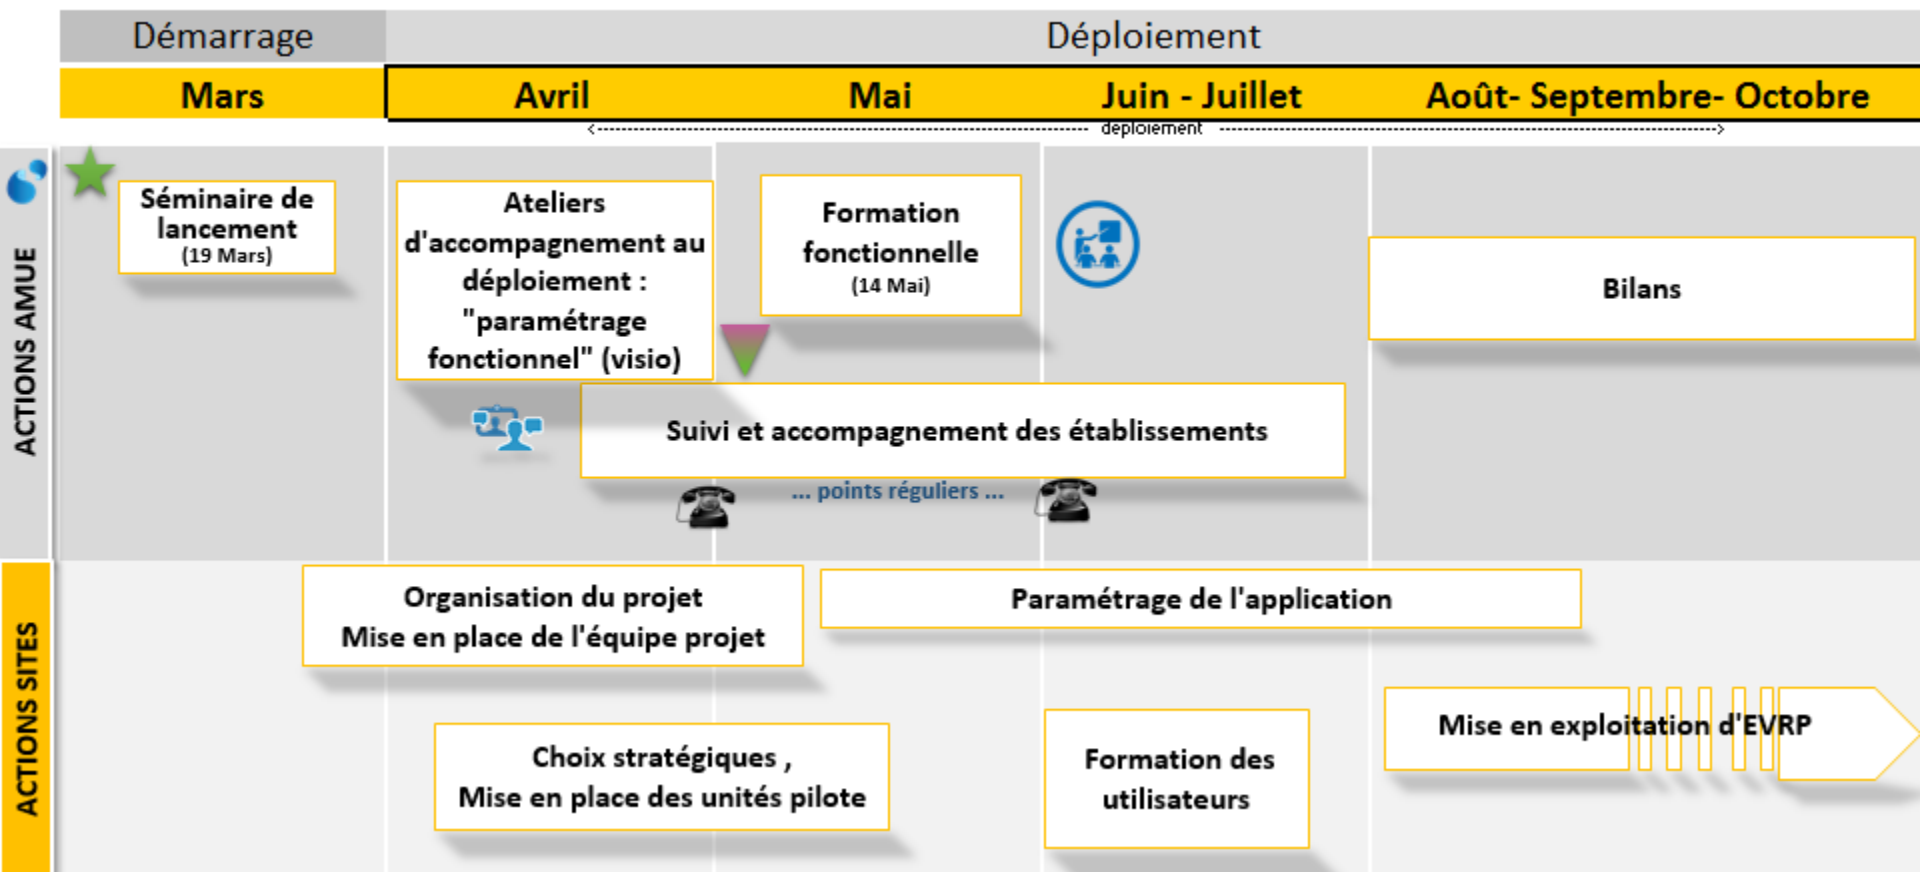 Démarrage
Déploiement
Mars
Avril
Mai
Juin - Juillet
Août- Septembre- Octobre
deploiement
ACTIONS AMUE
Séminaire de
lancement
(19 Mars)
Ateliers
d'accompagnement au
déploiement :
"paramétrage
fonctionnel" (visio)
Formation
fonctionnelle
(14 Mai)
Bilans
Suivi et accompagnement des établissements
... points réguliers ...
ACTIONS SITES
Organisation du projet
Mise en place de l'équipe projet
Paramétrage de l'application
Choix stratégiques ,
Mise en place des unités pilote
Formation des
utilisateurs
Mise en exploitation d'EVRP